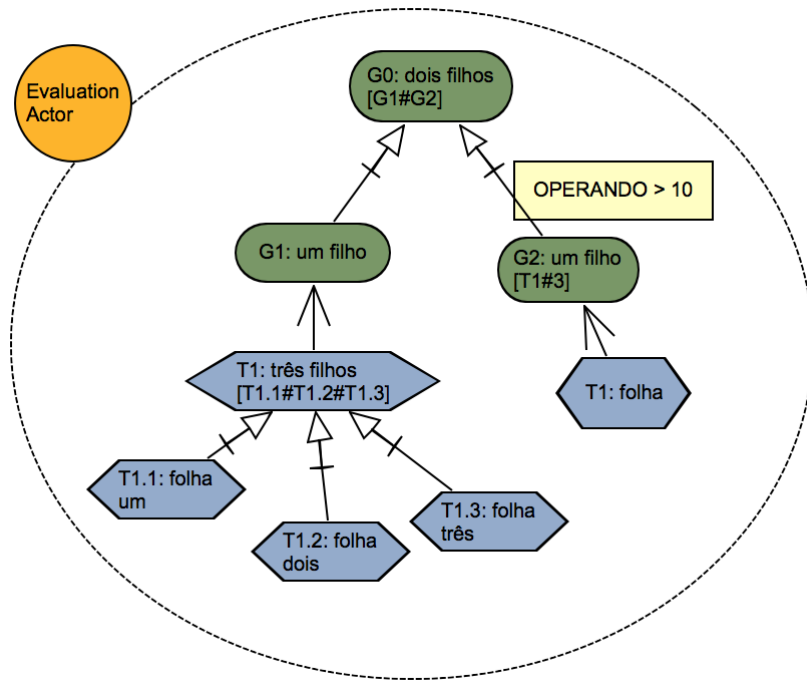 Evaluation
Actor
G0: dois filhos
[G1#G2]
OPERANDO > 10
G1: um filho
G2: um filho
[T1#3]
T1: três filhos
[T1.1#T1.2#T1.3]
T1: folha
T1.1: folha
um
T1.2: folha
dois
T1.3: folha
três